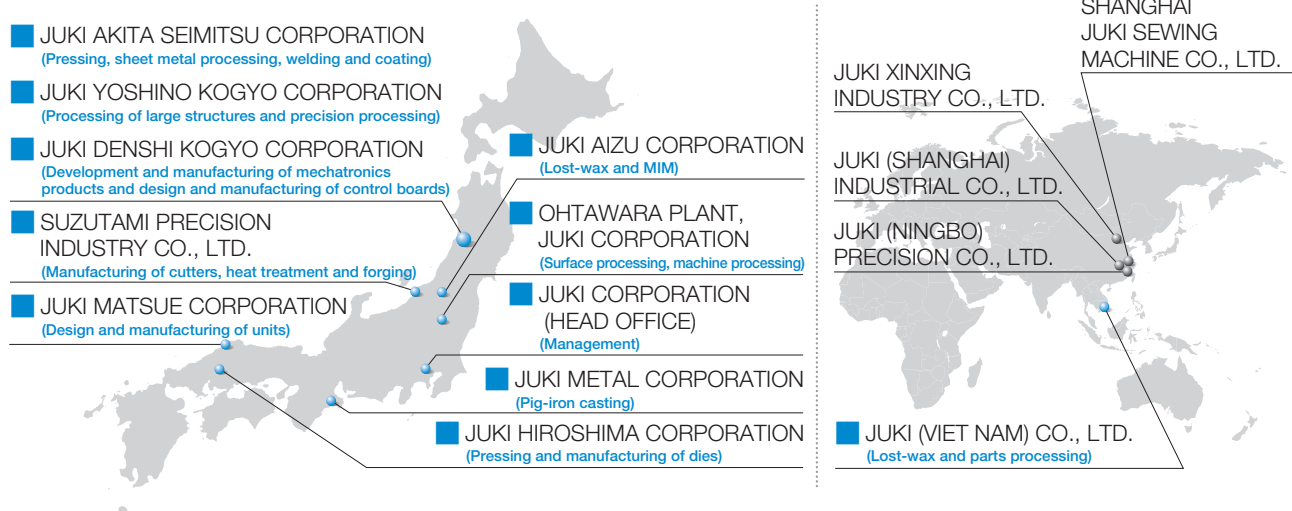 JUKI AKITA SEIMITSU CORPORATION
(Pressing, sheet metal processing, welding and coating)
JUKI YOSHINO KOGYO CORPORATION
(Processing of large structures and precision processing)
JUKI DENSHI KOGYO CORPORATION
(Development and manufacturing of mechatronics
products and design and manufacturing of control boards)
SUZUTAMI PRECISION
INDUSTRY CO., LTD.
(Manufacturing of cutters, heat treatment and forging)
JUKI MATSUE CORPORATION
(Design and manufacturing of units)
JUKI AIZU CORPORATION
(Lost-wax and MIM)
OHTAWARA PLANT,
JUKI CORPORATION
(Surface processing, machine processing)
JUKI CORPORATION
(HEAD OFFICE)
(Management)
JUKI METAL CORPORATION
(Pig-iron casting)
JUKI HIROSHIMA CORPORATION
(Pressing and manufacturing of dies)
SHANGHAI
JUKI SEWING
MACHINE CO., LTD.
JUKI XINXING
INDUSTRY CO., LTD.
JUKI (SHANGHAI)
INDUSTRIAL CO., LTD.
JUKI (NINGBO)
PRECISION CO., LTD.
JUKI (VIET NAM) CO., LTD.
(Lost-wax and parts processing)